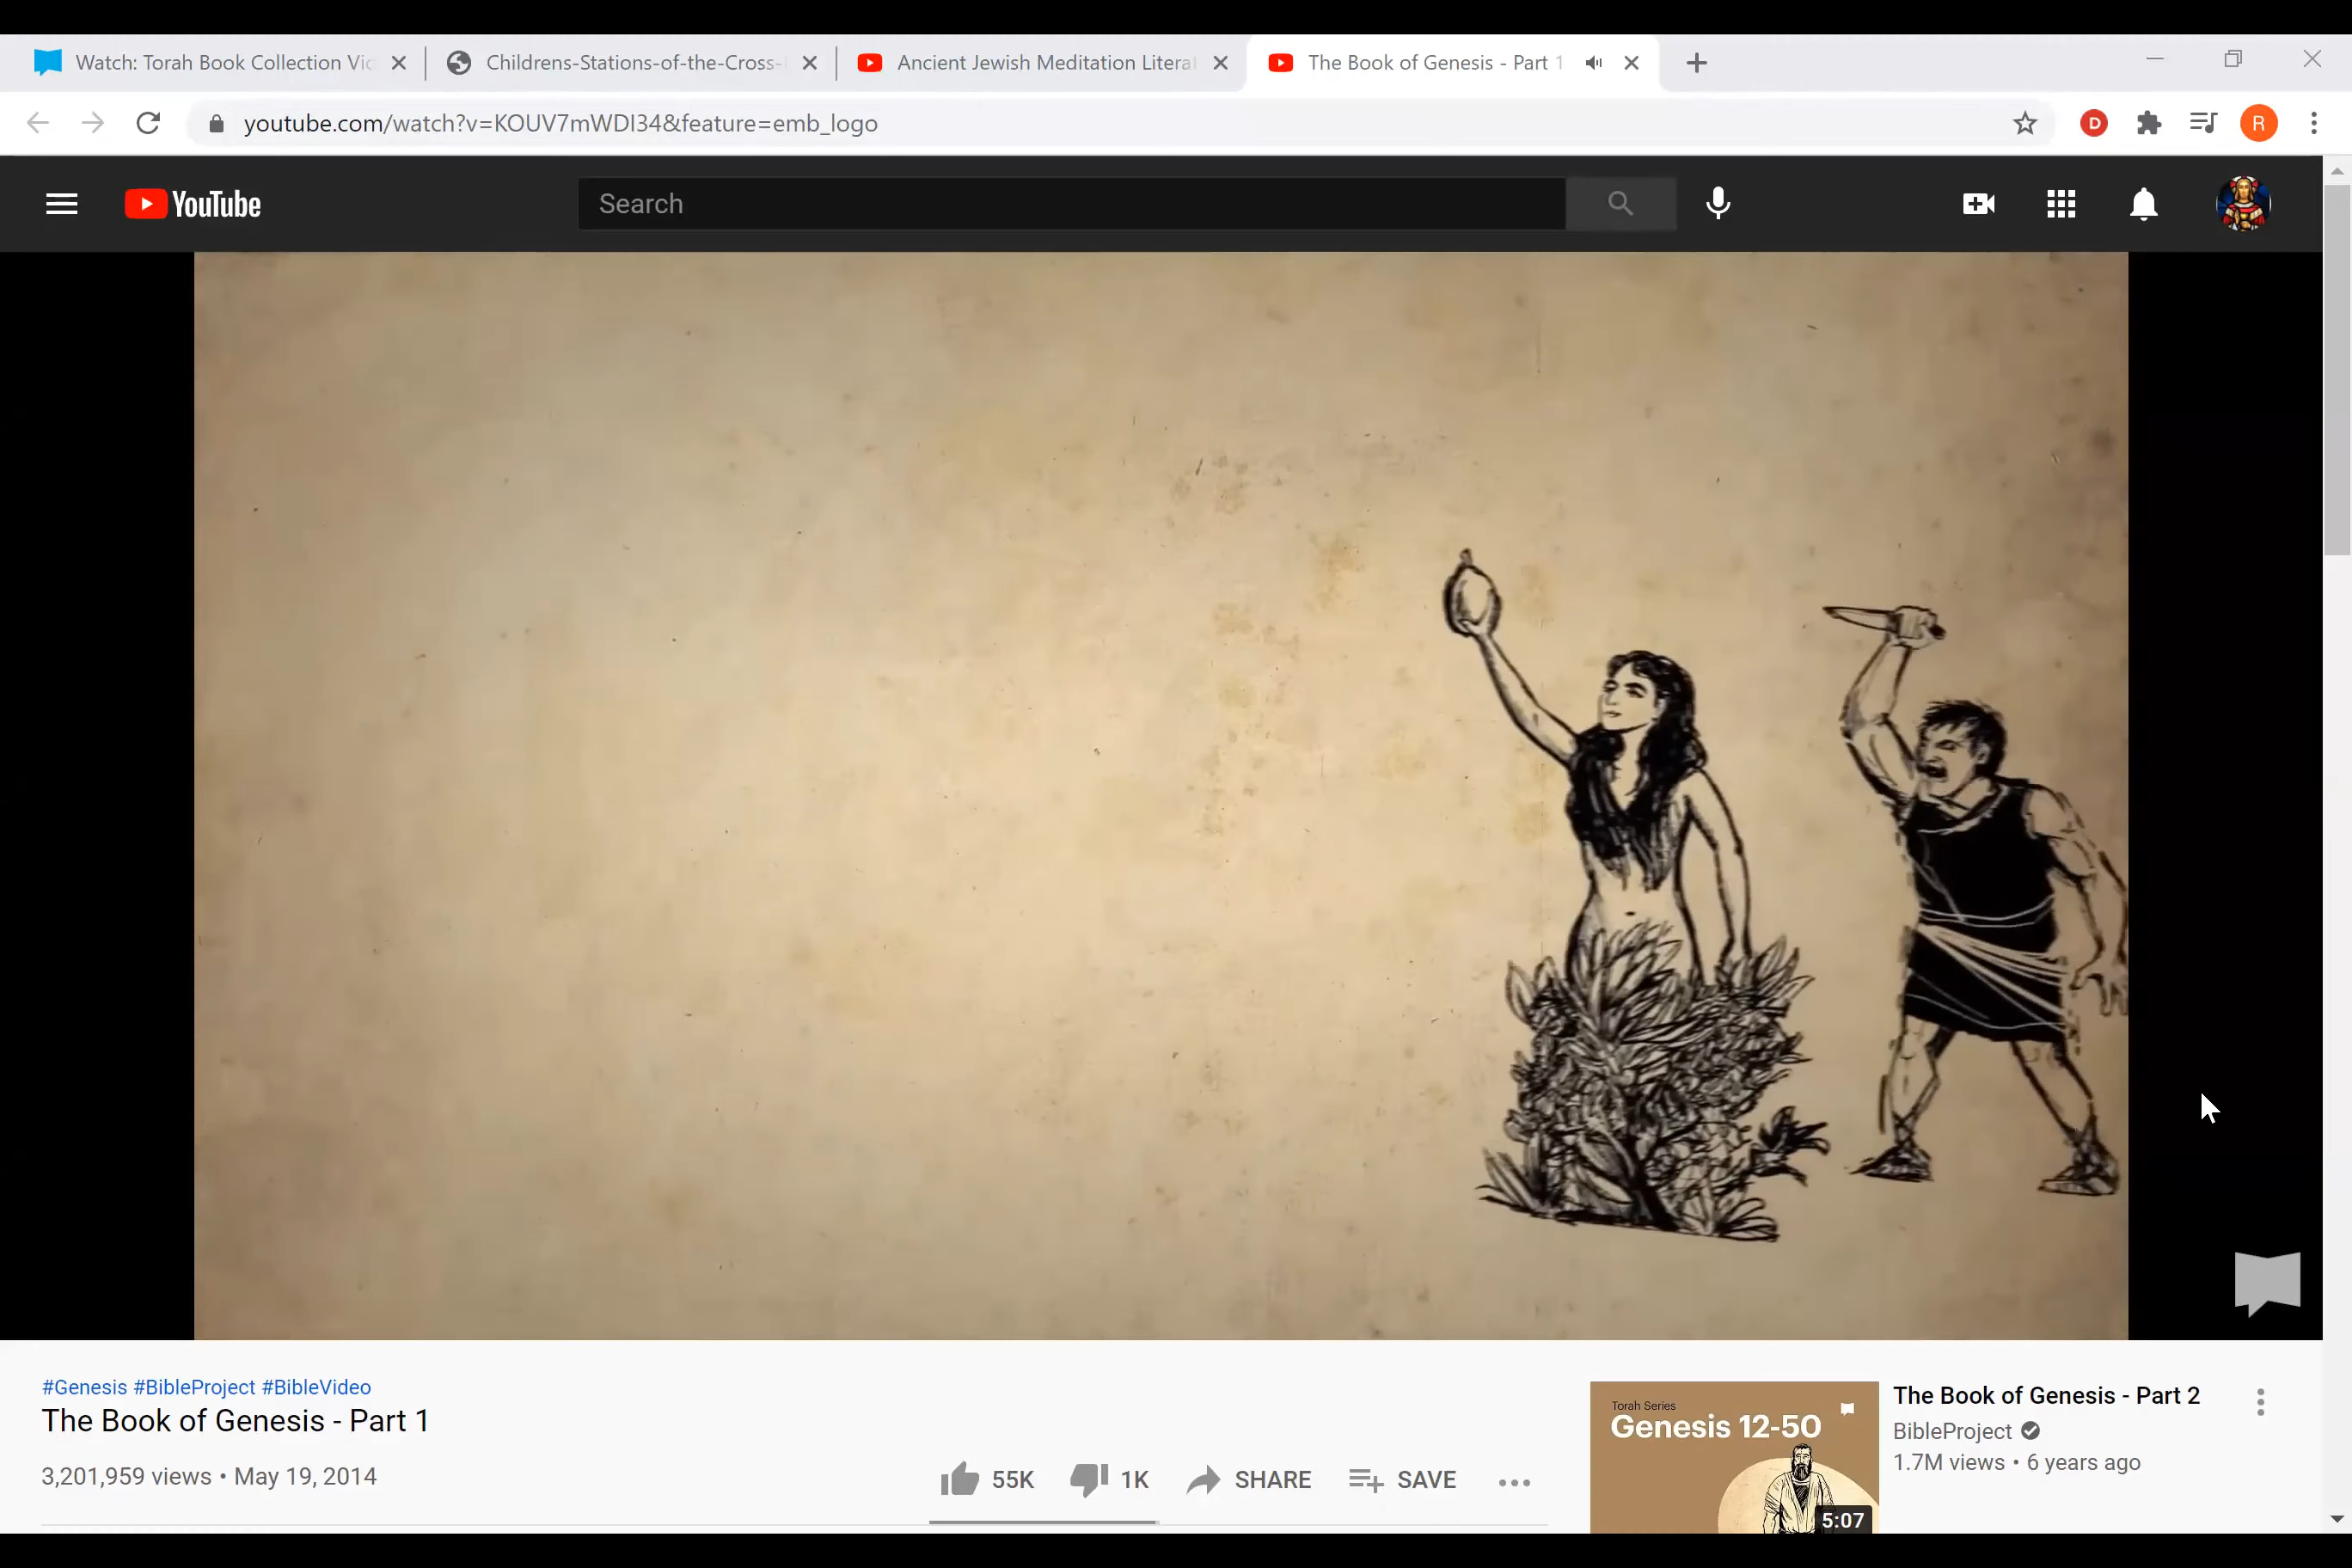 Watch: Torah Book Collection Vic
Childrens-Stations-of-the-Cross-
Ancient Jewish Meditation Litera
The Book of Genesis - Part 1
youtube.com/watch?v=KOUV7mWDI34&feature=emb_logo
D
R
YouTube
Search
#Genesis #BibleProject #BibleVideo
The Book of Genesis - Part 1
3,201,959 views • May 19, 2014
55K
1K
SHARE
SAVE
Torah Series
Genesis 12-50
5:07
The Book of Genesis - Part 2
BibleProject
1.7M views • 6 years ago